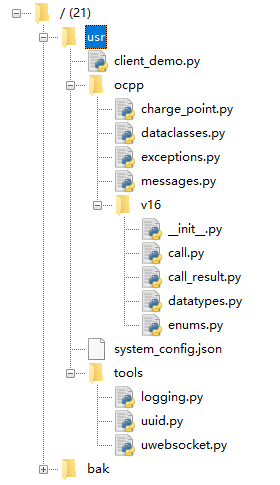 / (21)
usr
client_demo.py
ocpp
charge_point.py
dataclasses.py
exceptions.py
messages.py
v16
__init__.py
call.py
call_result.py
datatypes.py
enums.py
system_config.json
tools
logging.py
uuid.py
uwebsocket.py
bak